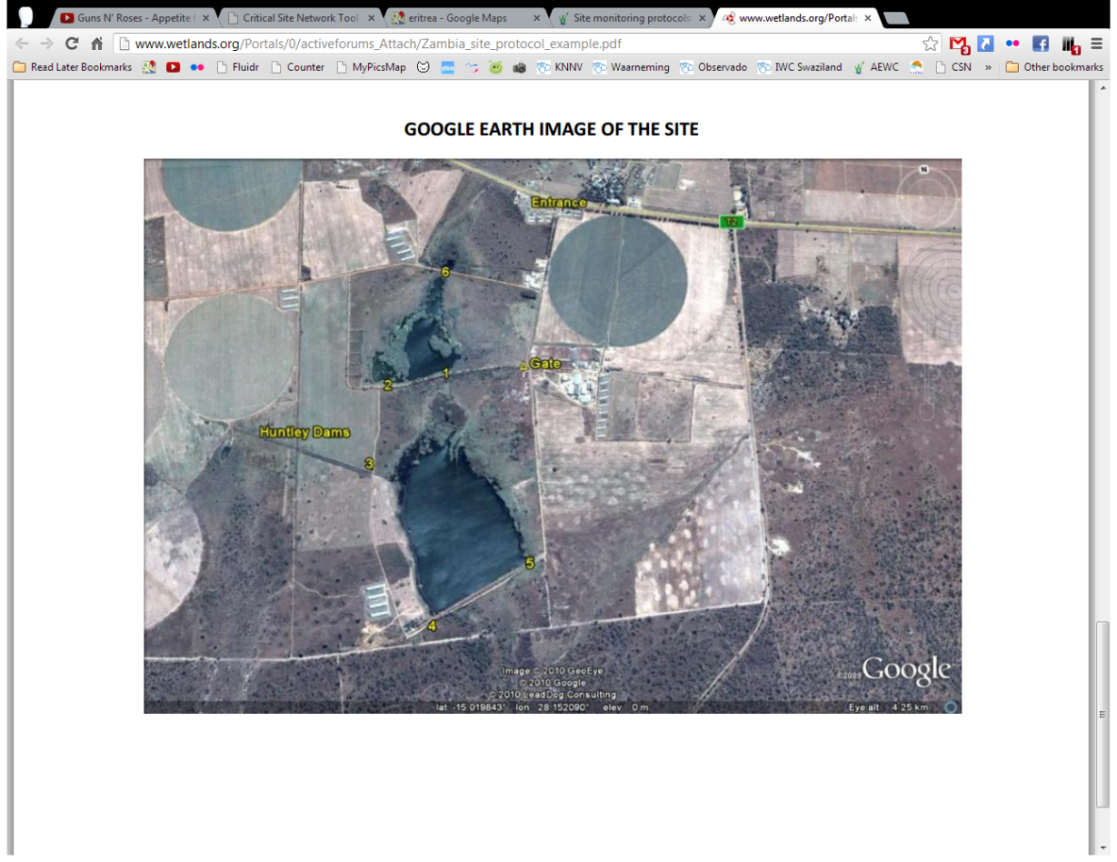 Guns N' Roses - Appetite
Critical Site Network Tool
eritrea - Google Maps
Site monitoring protocols
www.wetlands.org/Portal
www.wetlands.org/Portals/0/activeforums_Attach/Zambia_site_protocol_example.pdf
Read Later Bookmarks
Fluidr
Counter
MyPicsMap
KNNV
Waarneming
Observado
IWC Swaziland
AEWC
CSN
»
Other bookmarks
GOOGLE EARTH IMAGE OF THE SITE
N
Entrance
T2
6
Gate
1
2
Huntley Dams
3
5
4
Image © 2010 GeoEye
© 2010 Google
© 2010 LeadDog Consulting
©2009 Google
lat -15.019843° lon 28.152090° elev 0 m
Eye alt 4.25 km